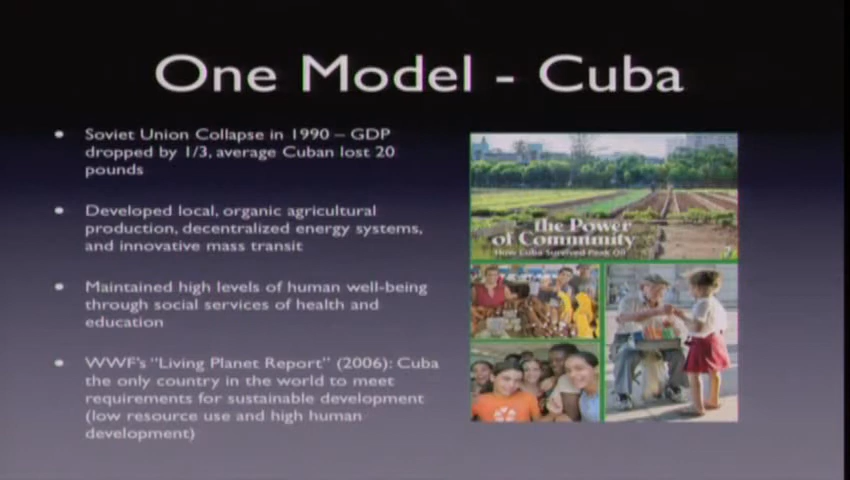 One Model - Cuba
• Soviet Union Collapse in 1990 – GDP
dropped by 1/3, average Cuban lost 20
pounds
• Developed local, organic agricultural
production, decentralized energy systems,
and innovative mass transit
• Maintained high levels of human well-being
through social services of health and
education
• WWF's "Living Planet Report" (2006): Cuba
the only country in the world to meet
requirements for sustainable development
(low resource use and high human
development)
the Power
of Community
How Cuba Survived Peak Oil